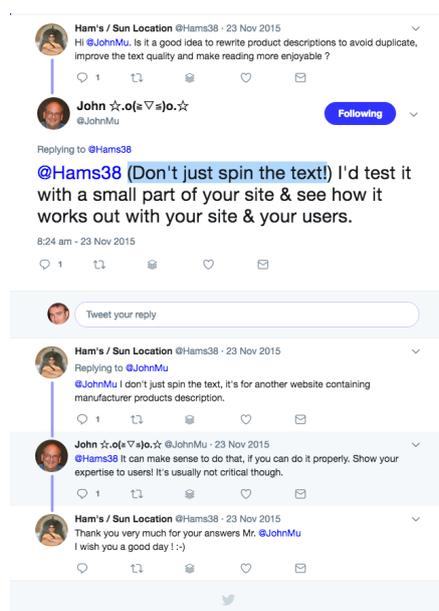 Ham's / Sun Location @Hams38 · 23 Nov 2015
Hi @JohnMu. Is it a good idea to rewrite product descriptions to avoid duplicate,
improve the text quality and make reading more enjoyable ?
1
John ☆.o(≧▽≦)o.☆
@JohnMu
Following
Replying to @Hams38
@Hams38 (Don't just spin the text!) I'd test it
with a small part of your site & see how it
works out with your site & your users.
8:24 am - 23 Nov 2015
1
Tweet your reply
Ham's / Sun Location @Hams38 · 23 Nov 2015
Replying to @JohnMu
@JohnMu I don't just spin the text, it's for another website containing
manufacturer products description.
1
John ☆.o(≧▽≦)o.☆ @JohnMu · 23 Nov 2015
@Hams38 It can make sense to do that, if you can do it properly. Show your
expertise to users! It's usually not critical though.
1
Ham's / Sun Location @Hams38 · 23 Nov 2015
Thank you very much for your answers Mr. @JohnMu
I wish you a good day ! :-)